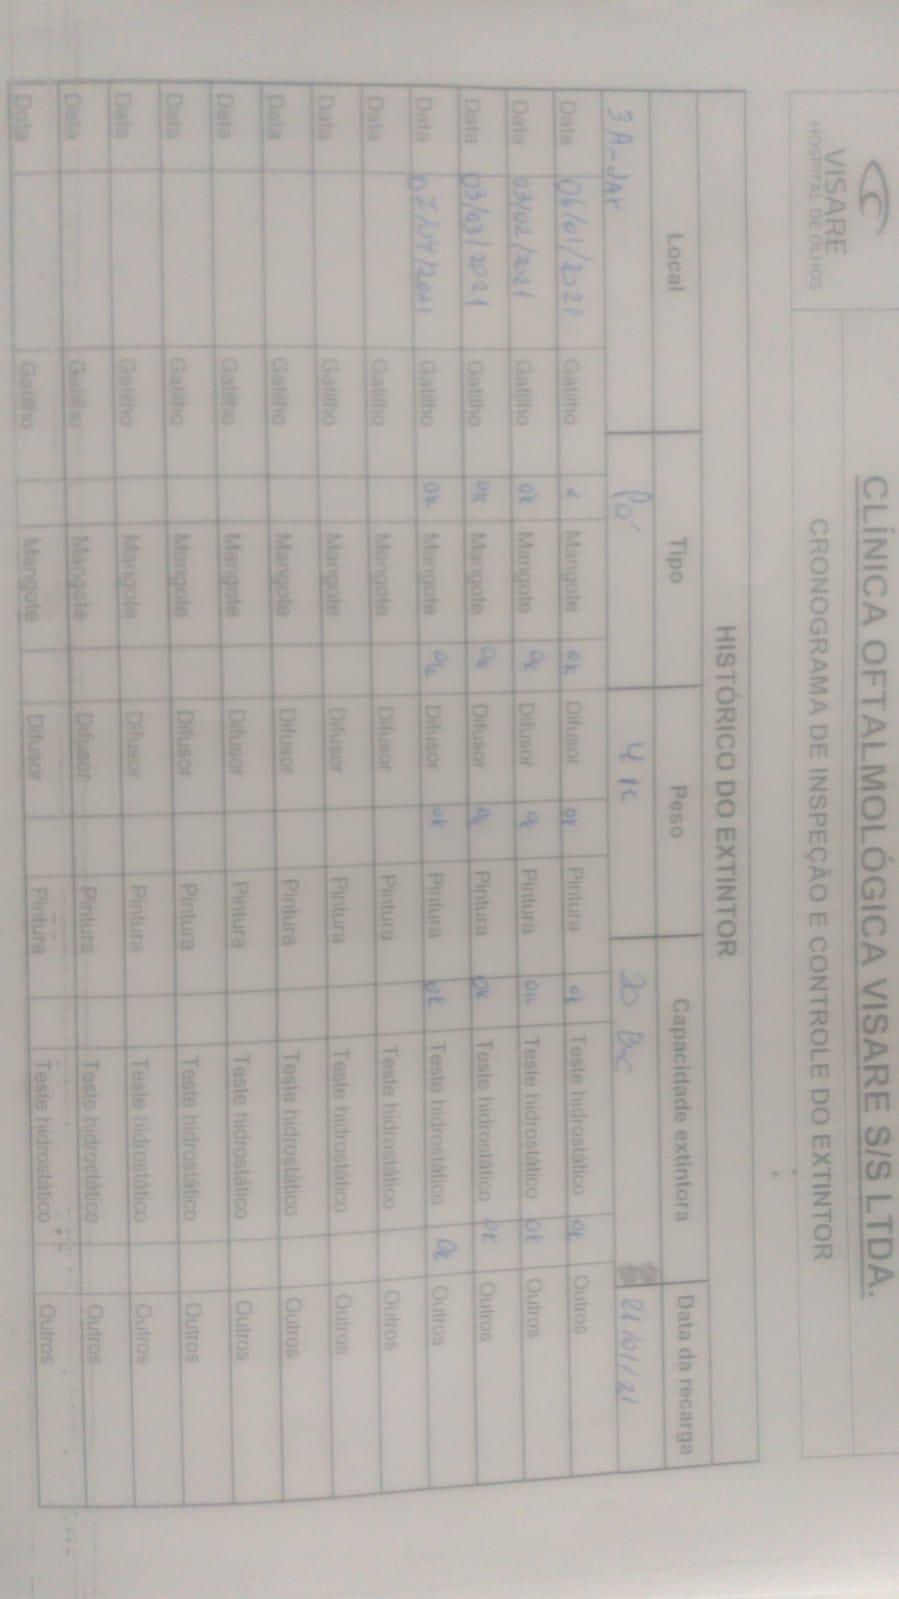 VISARE
HOSPITAL DE OLHOS
CLÍNICA OFTALMOLÓGICA VISARE S/S LTDA.
CRONOGRAMA DE INSPEÇÃO E CONTROLE DO EXTINTOR
HISTÓRICO DO EXTINTOR
Local Tipo Peso Capacidade extintora Data da recarga
3 Andar Pó 4 K 20 B-C 21/01/21
Data 06/01/2021 Gatilho Mangote ok Difusor ok Pintura ok Teste hidrostático ok Outros
Data 03/02/2021 Gatilho ok Mangote ok Difusor ok Pintura ok Teste hidrostático ok Outros
Data 03/03/2021 Gatilho ok Mangote ok Difusor ok Pintura ok Teste hidrostático ok Outros
Data Gatilho ok Mangote ok Difusor ok Pintura ok Teste hidrostático ok Outros
Data Gatilho Mangote Difusor Pintura Teste hidrostático Outros
Data Gatilho Mangote Difusor Pintura Teste hidrostático Outros
Data Gatilho Mangote Difusor Pintura Teste hidrostático Outros
Data Gatilho Mangote Difusor Pintura Teste hidrostático Outros
Data Gatilho Mangote Difusor Pintura Teste hidrostático Outros
Data Gatilho Mangote Difusor Pintura Teste hidrostático Outros
Data Gatilho Mangote Difusor Pintura Teste hidrostático Outros
Data Gatilho Mangote Difusor Pintura Teste hidrostático Outros